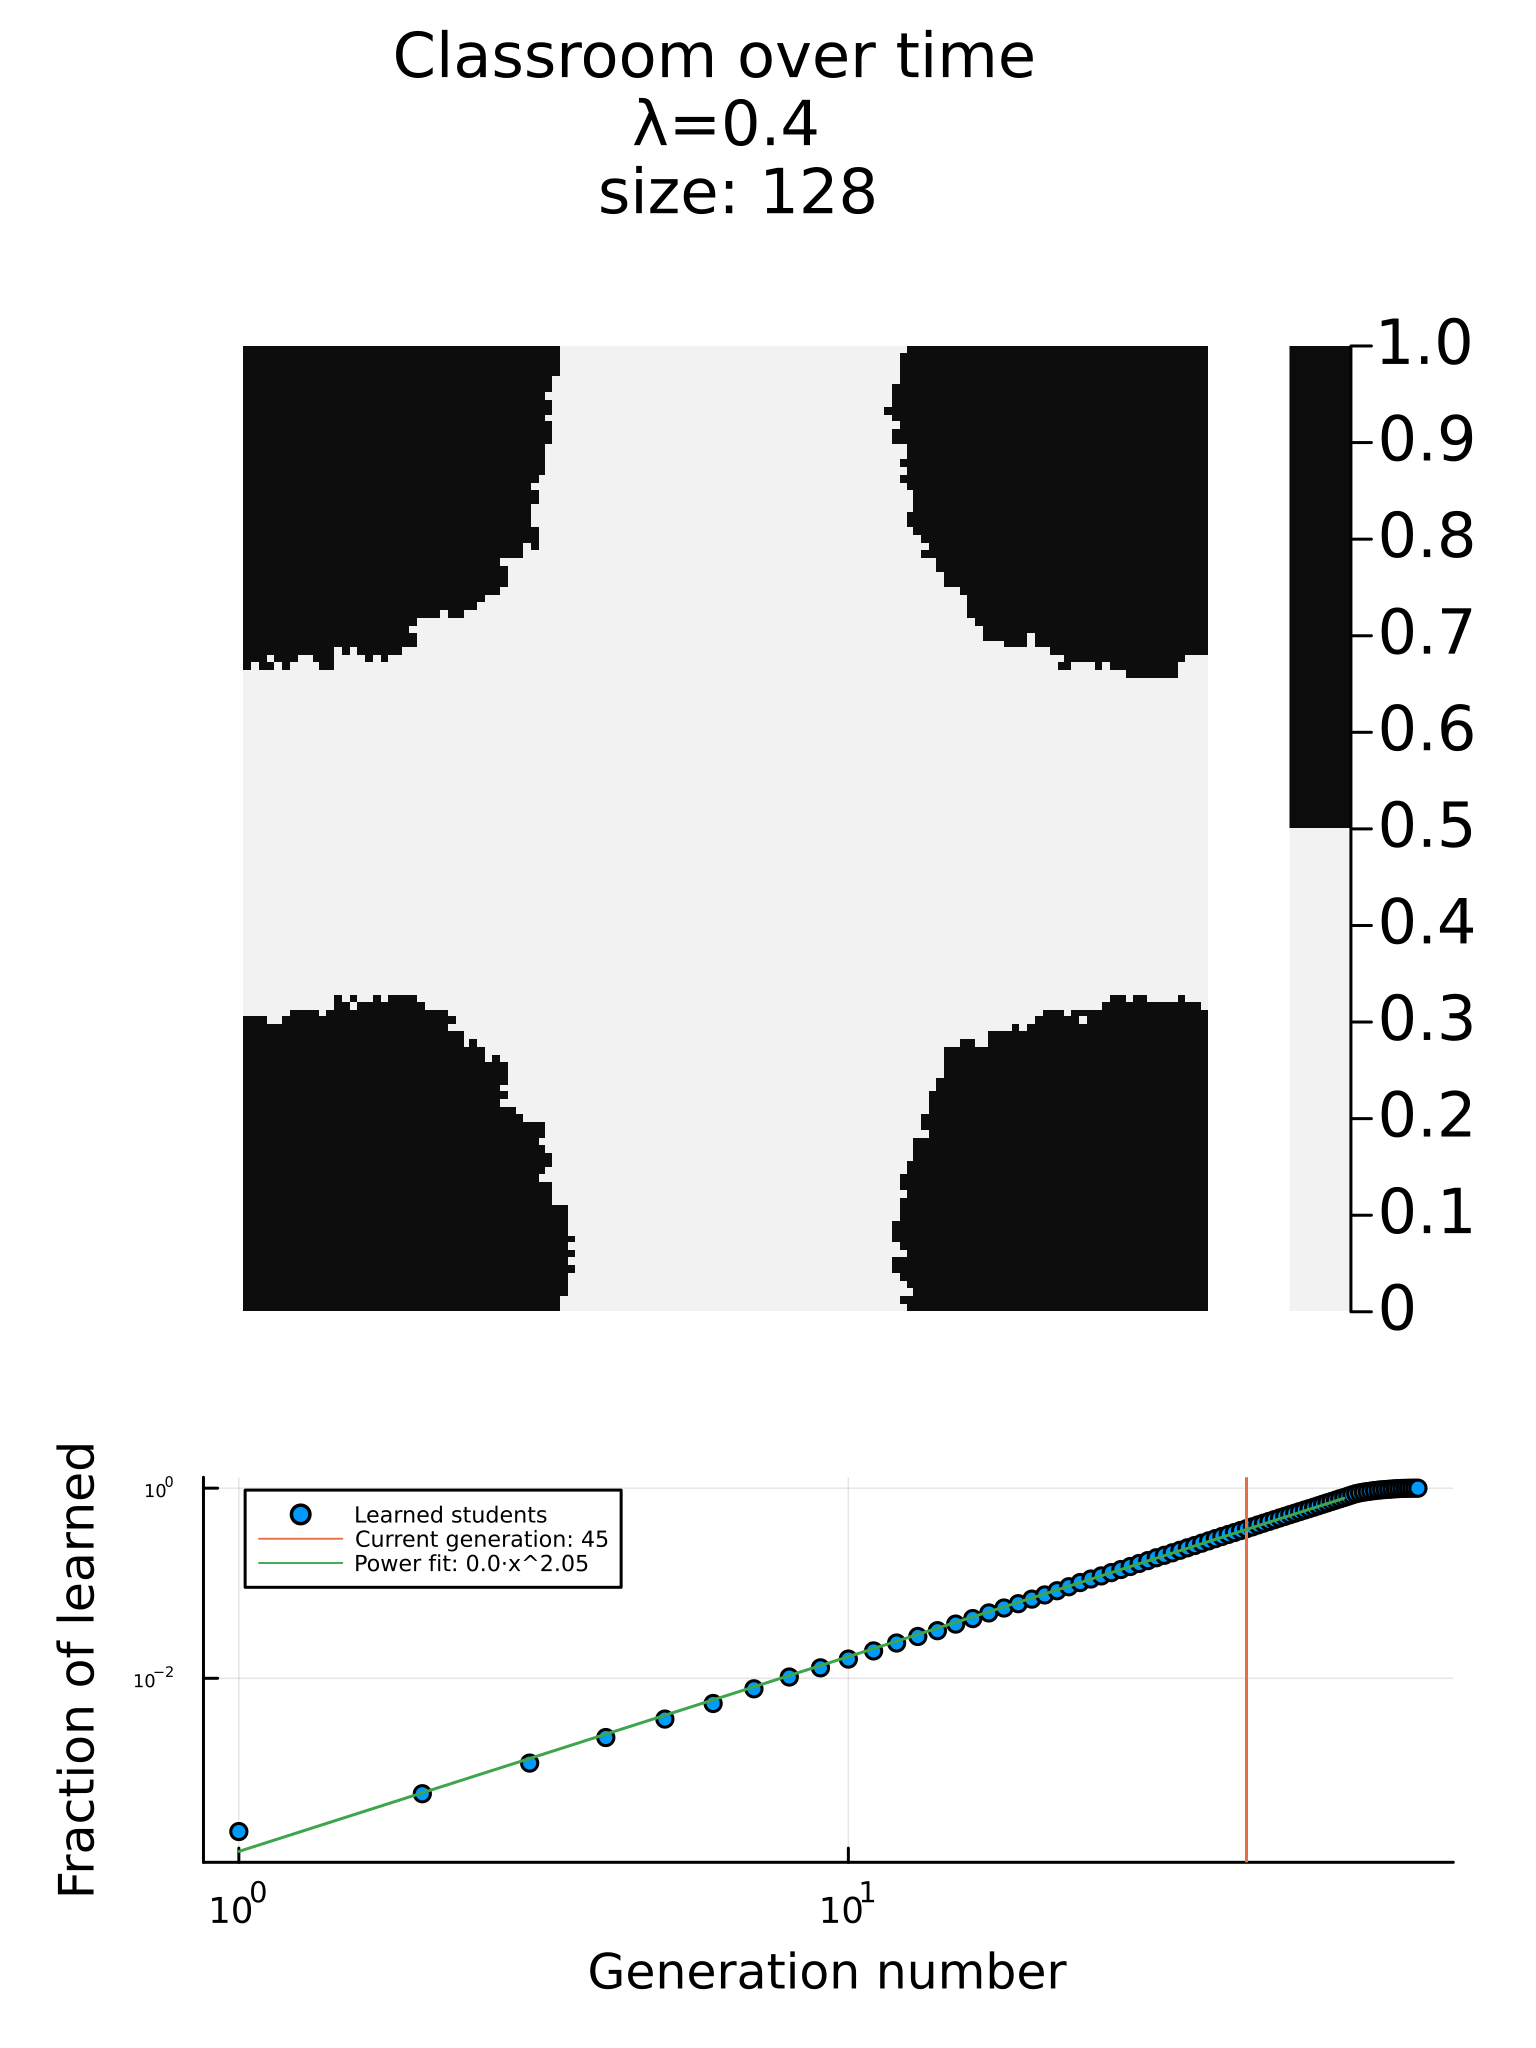 Classroom over time
λ=0.4
size: 128
1.0
0.9
0.8
0.7
0.6
0.5
0.4
0.3
0.2
0.1
0
Fraction of learned
10^0
10^-2
Learned students
Current generation: 45
Power fit: 0.0·x^2.05
10^0
10^1
Generation number